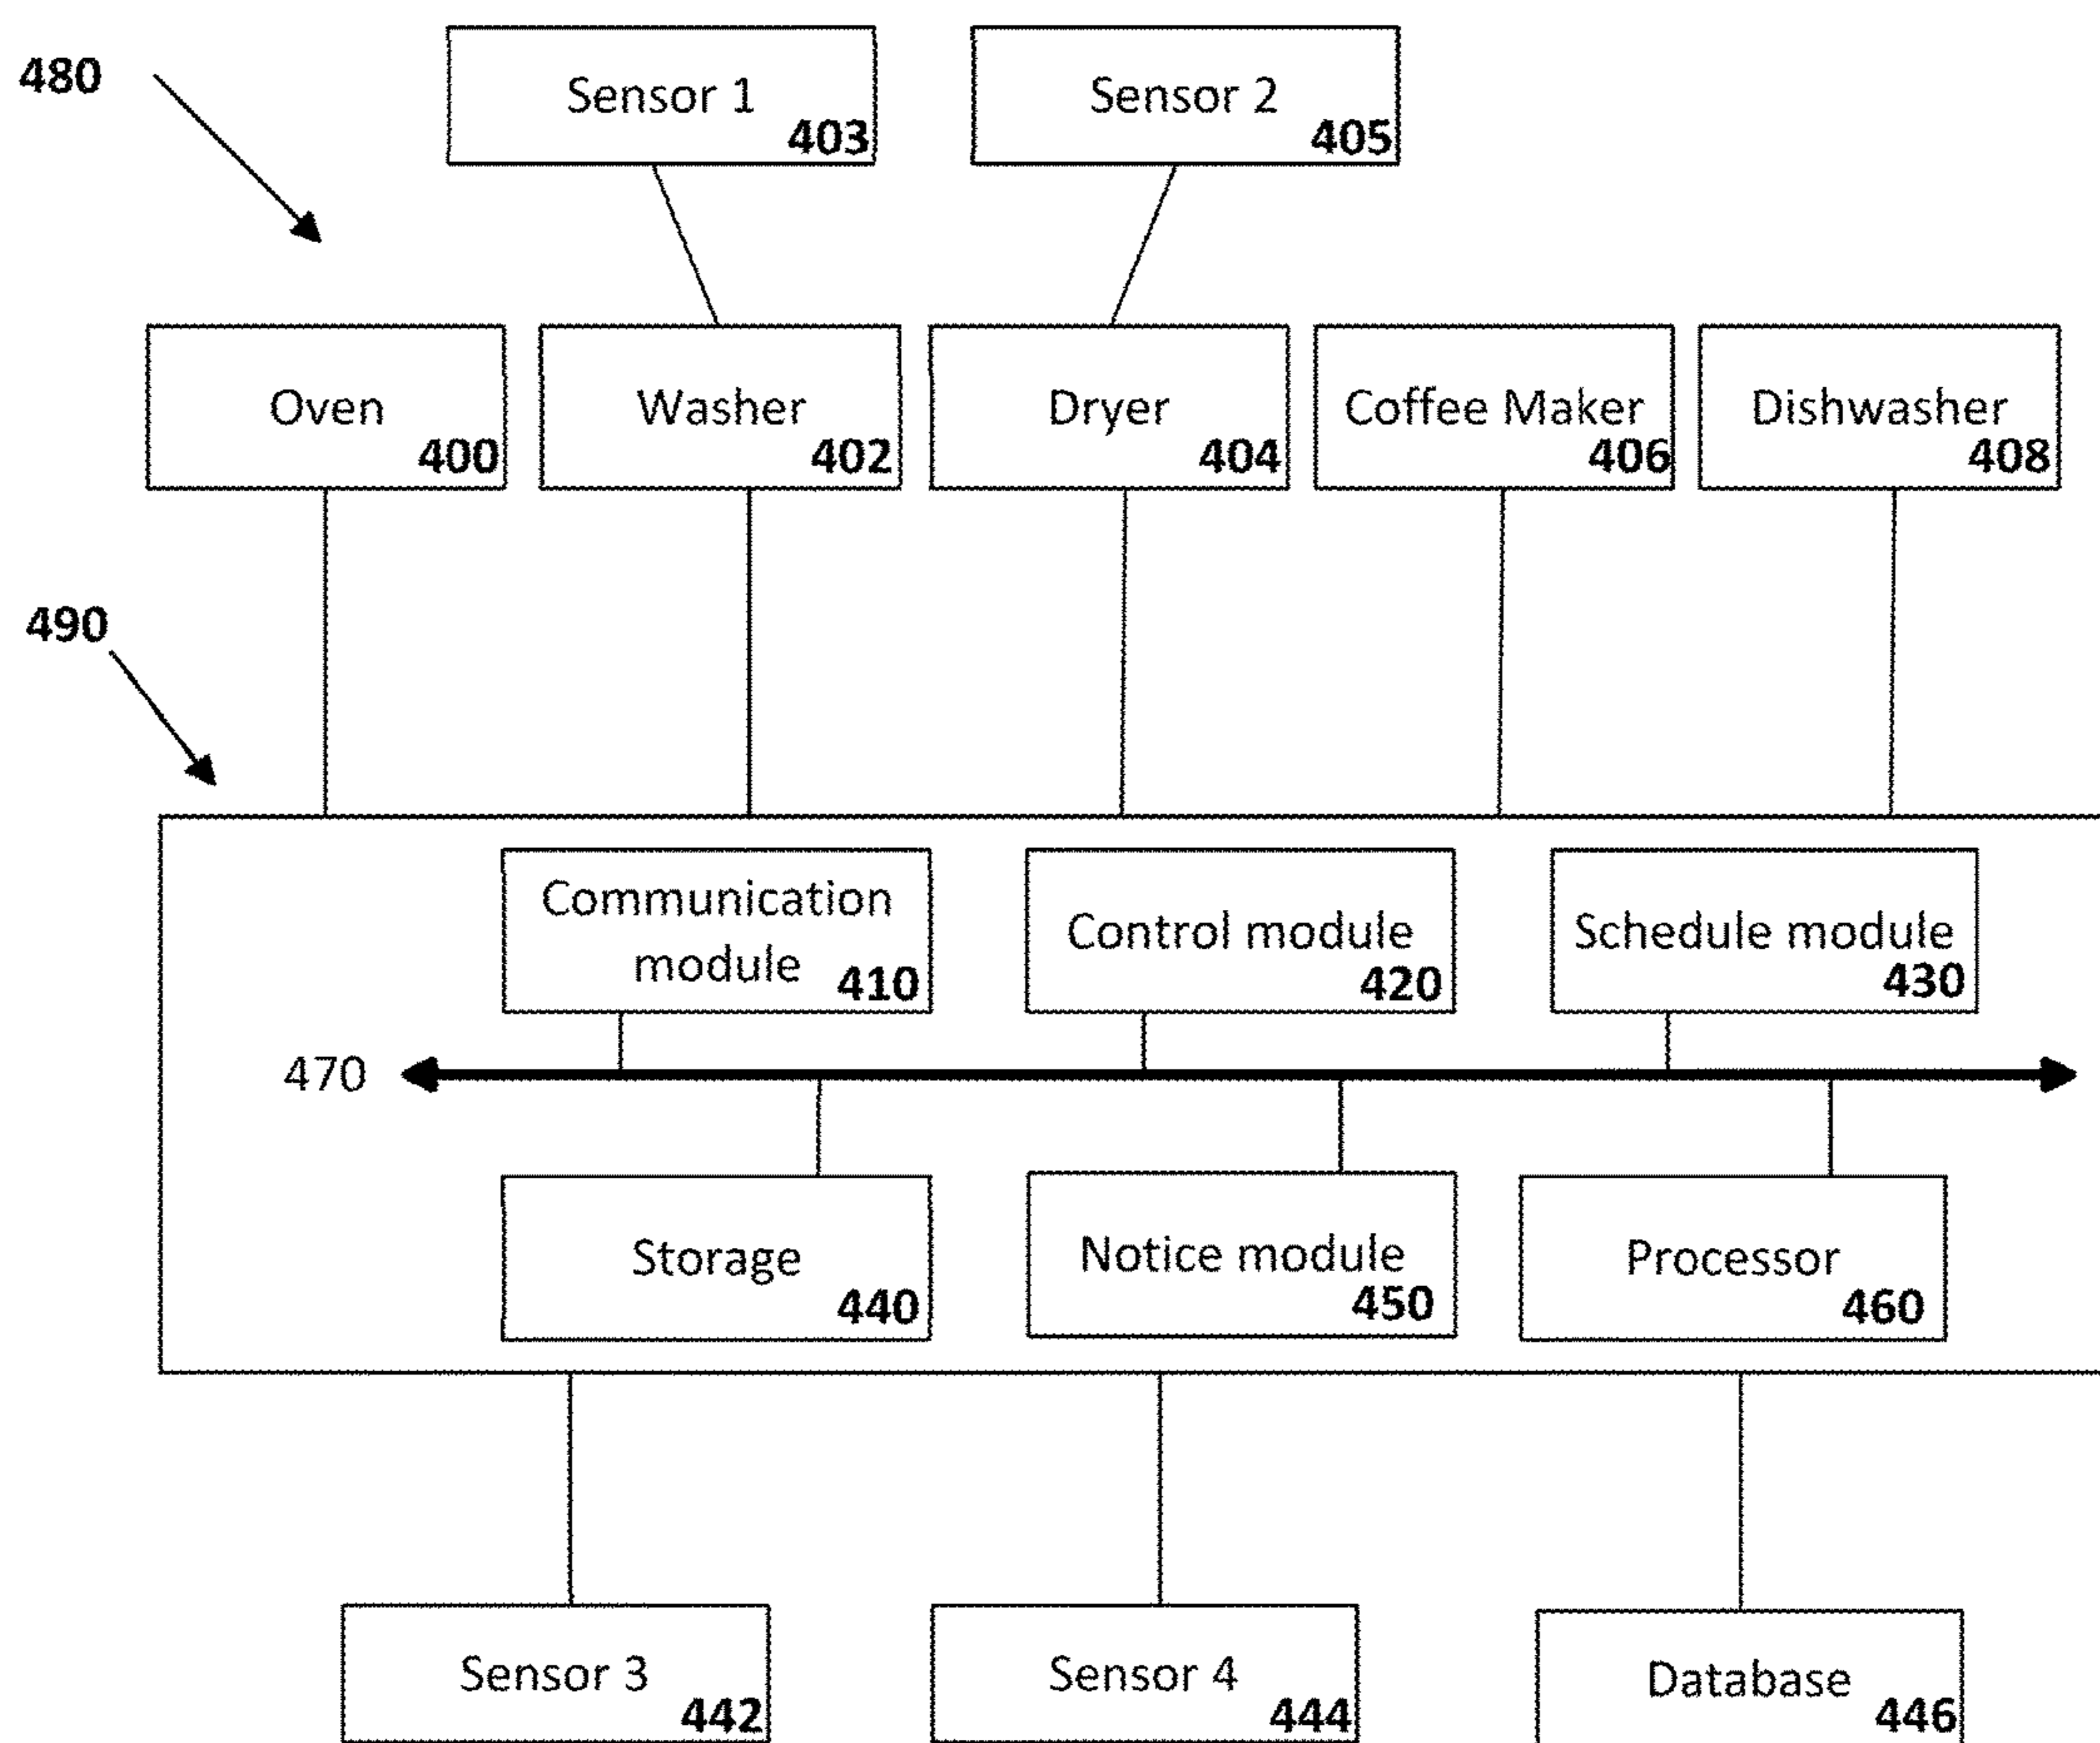 480
Sensor 1
403
Sensor 2
405
Oven
400
Washer
402
Dryer
404
Coffee Maker
406
Dishwasher
408
490
Communication
module
410
Control module
420
Schedule module
430
470
Storage
440
Notice module
450
Processor
460
Sensor 3
442
Sensor 4
444
Database
446